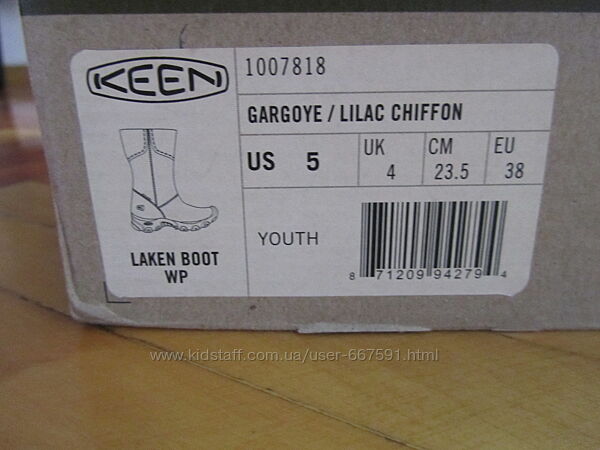 KEEN
1007818
GARGOYE / LILAC CHIFFON
US 5
UK 4
CM 23.5
EU 38
YOUTH
LAKEN BOOT
WP
8 71209 94279 4
www.kidstaff.com.ua/user-667591.html